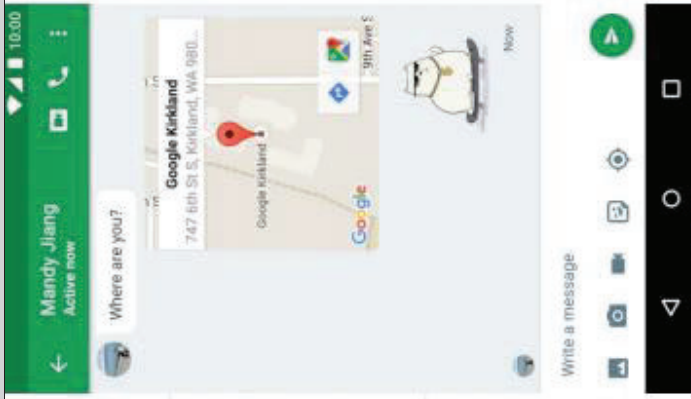 10:00
Mandy Jiang
Active now
Where are you?
Google Kirkland
747 6th St S, Kirkland, WA 980...
Google Kirkland
9th Ave S
Google
Now
Write a message